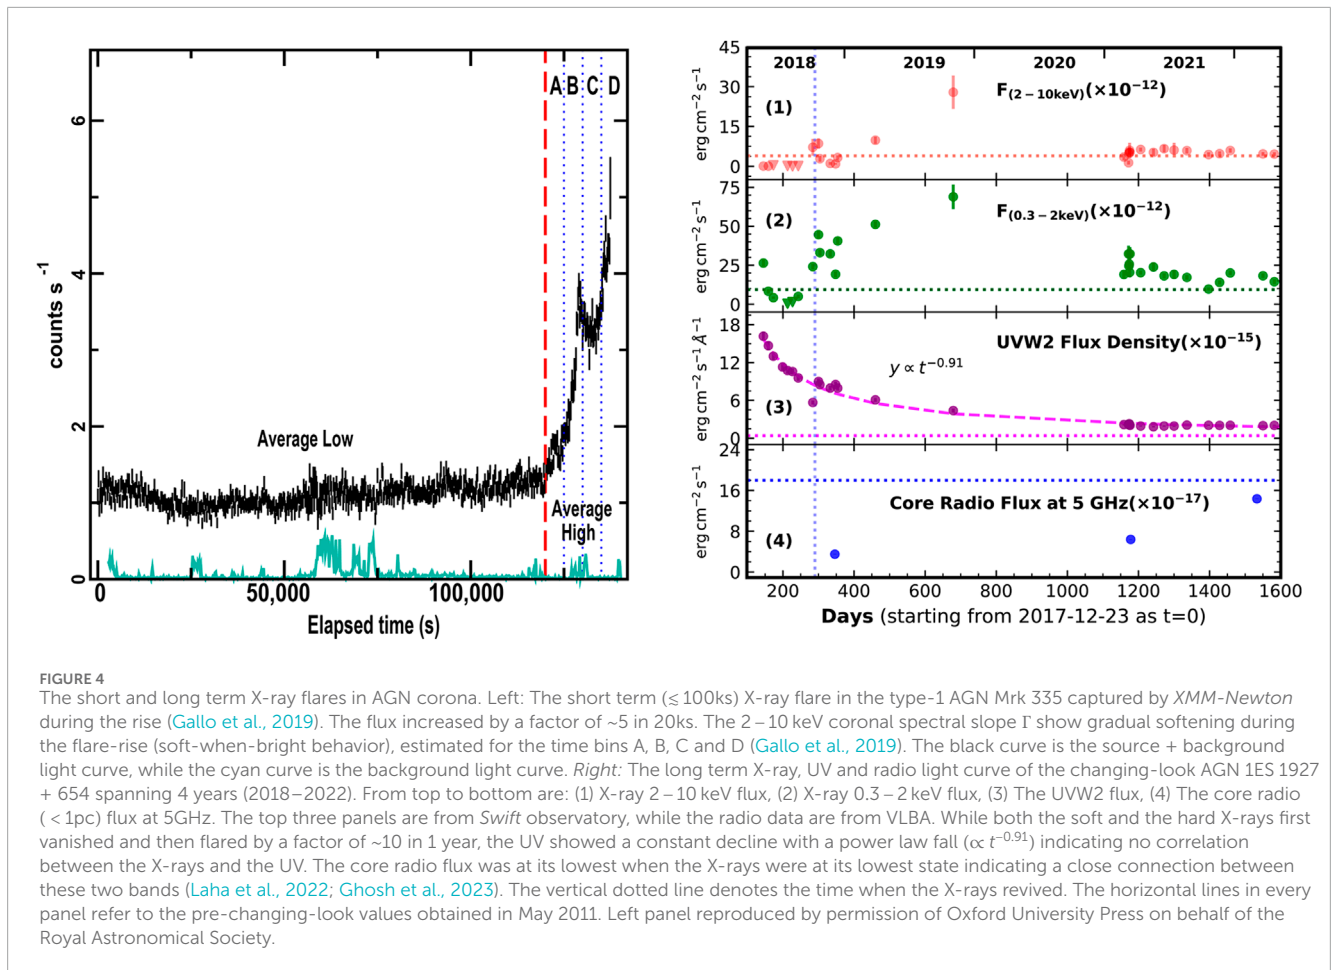 6
4
2
0
counts s⁻¹
A B C D
Average Low
Average
High
0 50,000 100,000
Elapsed time (s)
2018 2019 2020 2021
45
30
15
0
erg cm⁻² s⁻¹
(1)
F(2−10keV)(×10⁻¹²)
75
50
25
0
erg cm⁻² s⁻¹
(2)
F(0.3−2keV)(×10⁻¹²)
18
12
6
0
erg cm⁻² s⁻¹ Å⁻¹
(3)
UVW2 Flux Density(×10⁻¹⁵)
y ∝ t⁻⁰·⁹¹
24
16
8
0
erg cm⁻² s⁻¹
(4)
Core Radio Flux at 5 GHz(×10⁻¹⁷)
200 400 600 800 1000 1200 1400 1600
Days (starting from 2017-12-23 as t=0)
FIGURE 4
The short and long term X-ray flares in AGN corona. Left: The short term (≲ 100ks) X-ray flare in the type-1 AGN Mrk 335 captured by XMM-Newton
during the rise (Gallo et al., 2019). The flux increased by a factor of ~5 in 20ks. The 2 – 10 keV coronal spectral slope Γ show gradual softening during
the flare-rise (soft-when-bright behavior), estimated for the time bins A, B, C and D (Gallo et al., 2019). The black curve is the source + background
light curve, while the cyan curve is the background light curve. Right: The long term X-ray, UV and radio light curve of the changing-look AGN 1ES 1927
+ 654 spanning 4 years (2018–2022). From top to bottom are: (1) X-ray 2 – 10 keV flux, (2) X-ray 0.3 – 2 keV flux, (3) The UVW2 flux, (4) The core radio
( < 1pc) flux at 5GHz. The top three panels are from Swift observatory, while the radio data are from VLBA. While both the soft and the hard X-rays first
vanished and then flared by a factor of ~10 in 1 year, the UV showed a constant decline with a power law fall (∝ t⁻⁰·⁹¹) indicating no correlation
between the X-rays and the UV. The core radio flux was at its lowest when the X-rays were at its lowest state indicating a close connection between
these two bands (Laha et al., 2022; Ghosh et al., 2023). The vertical dotted line denotes the time when the X-rays revived. The horizontal lines in every
panel refer to the pre-changing-look values obtained in May 2011. Left panel reproduced by permission of Oxford University Press on behalf of the
Royal Astronomical Society.